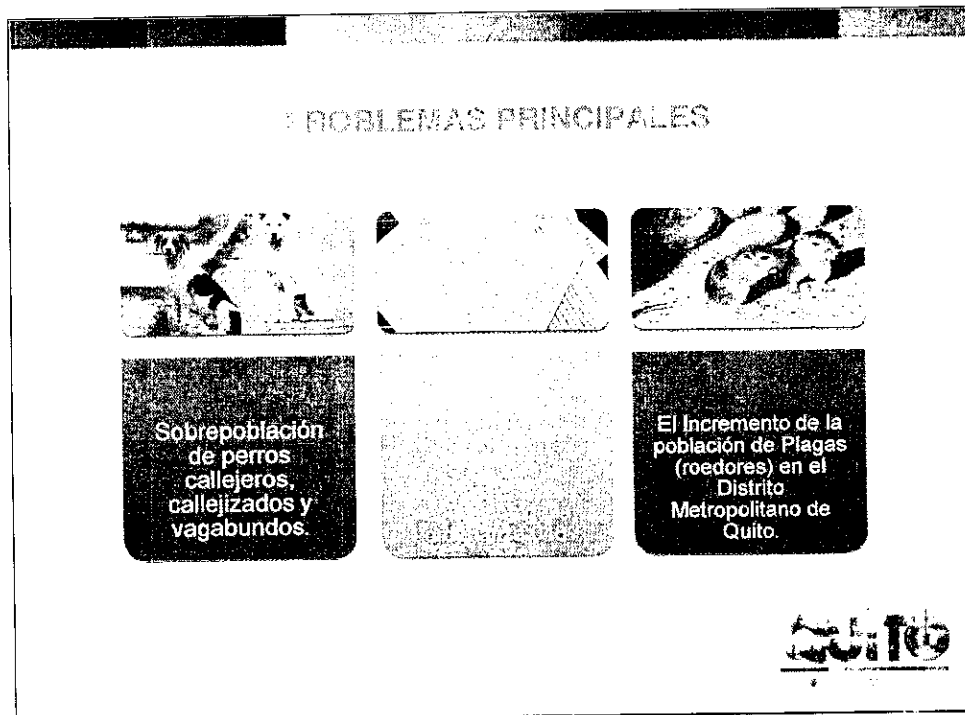 PROBLEMAS PRINCIPALES
Sobrepoblación
de perros
callejeros,
callejizados y
vagabundos.
El Incremento de la
población de Plagas
(roedores) en el
Distrito
Metropolitano de
Quito.
QUITO